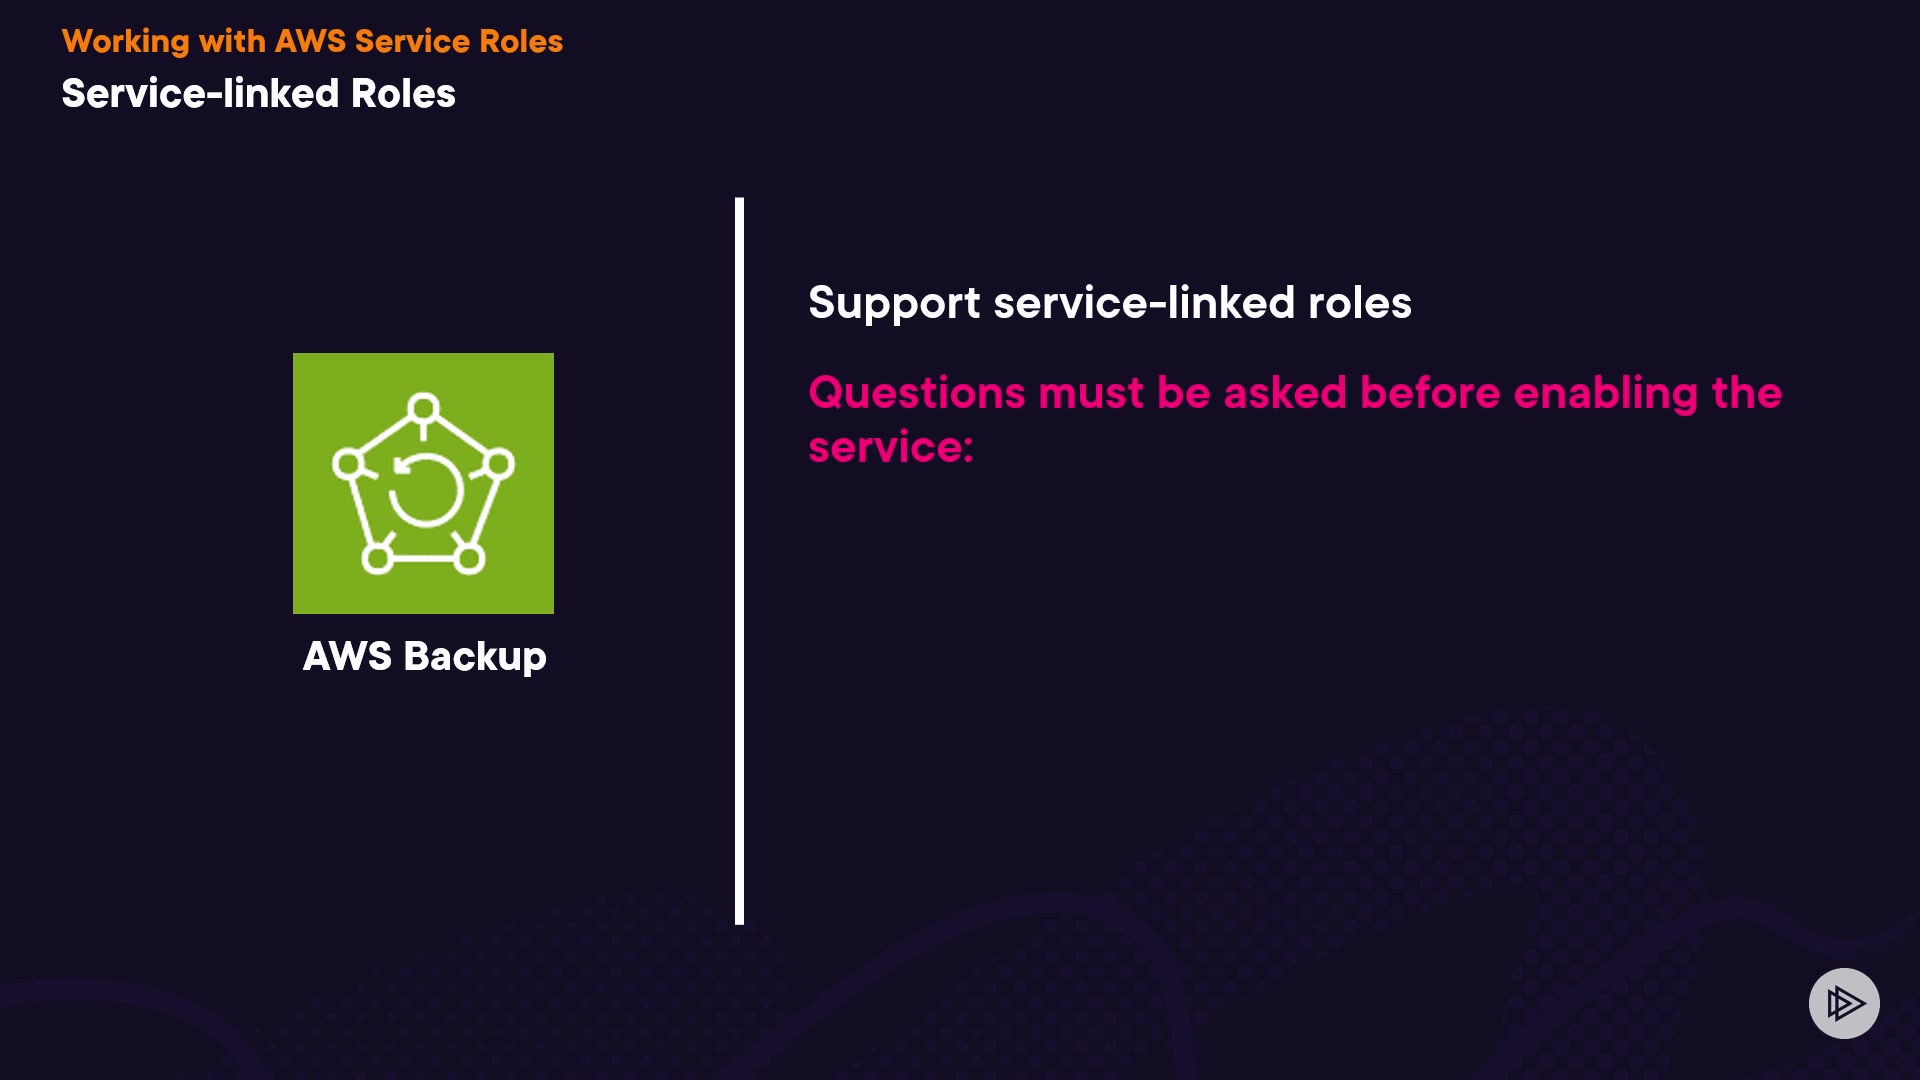 Working with AWS Service Roles
Service-linked Roles
Support service-linked roles
Questions must be asked before enabling the
service:
AWS Backup